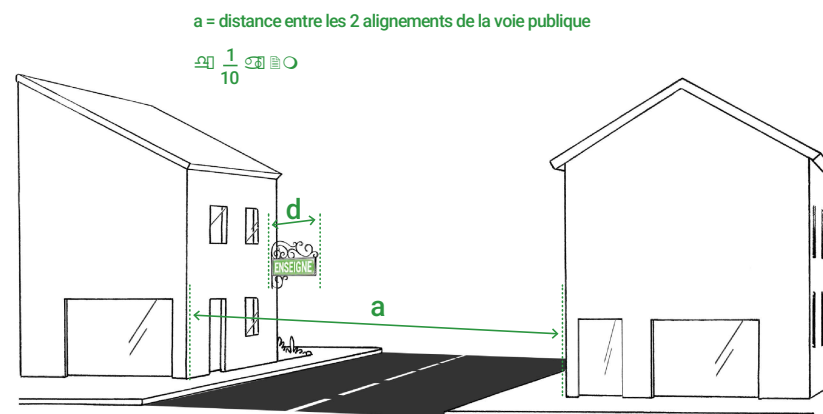 a = distance entre les 2 alignements de la voie publique
♎︎⎕ 1/10 ♋︎⎕ 🗎❍
d
ENSEIGNE
a